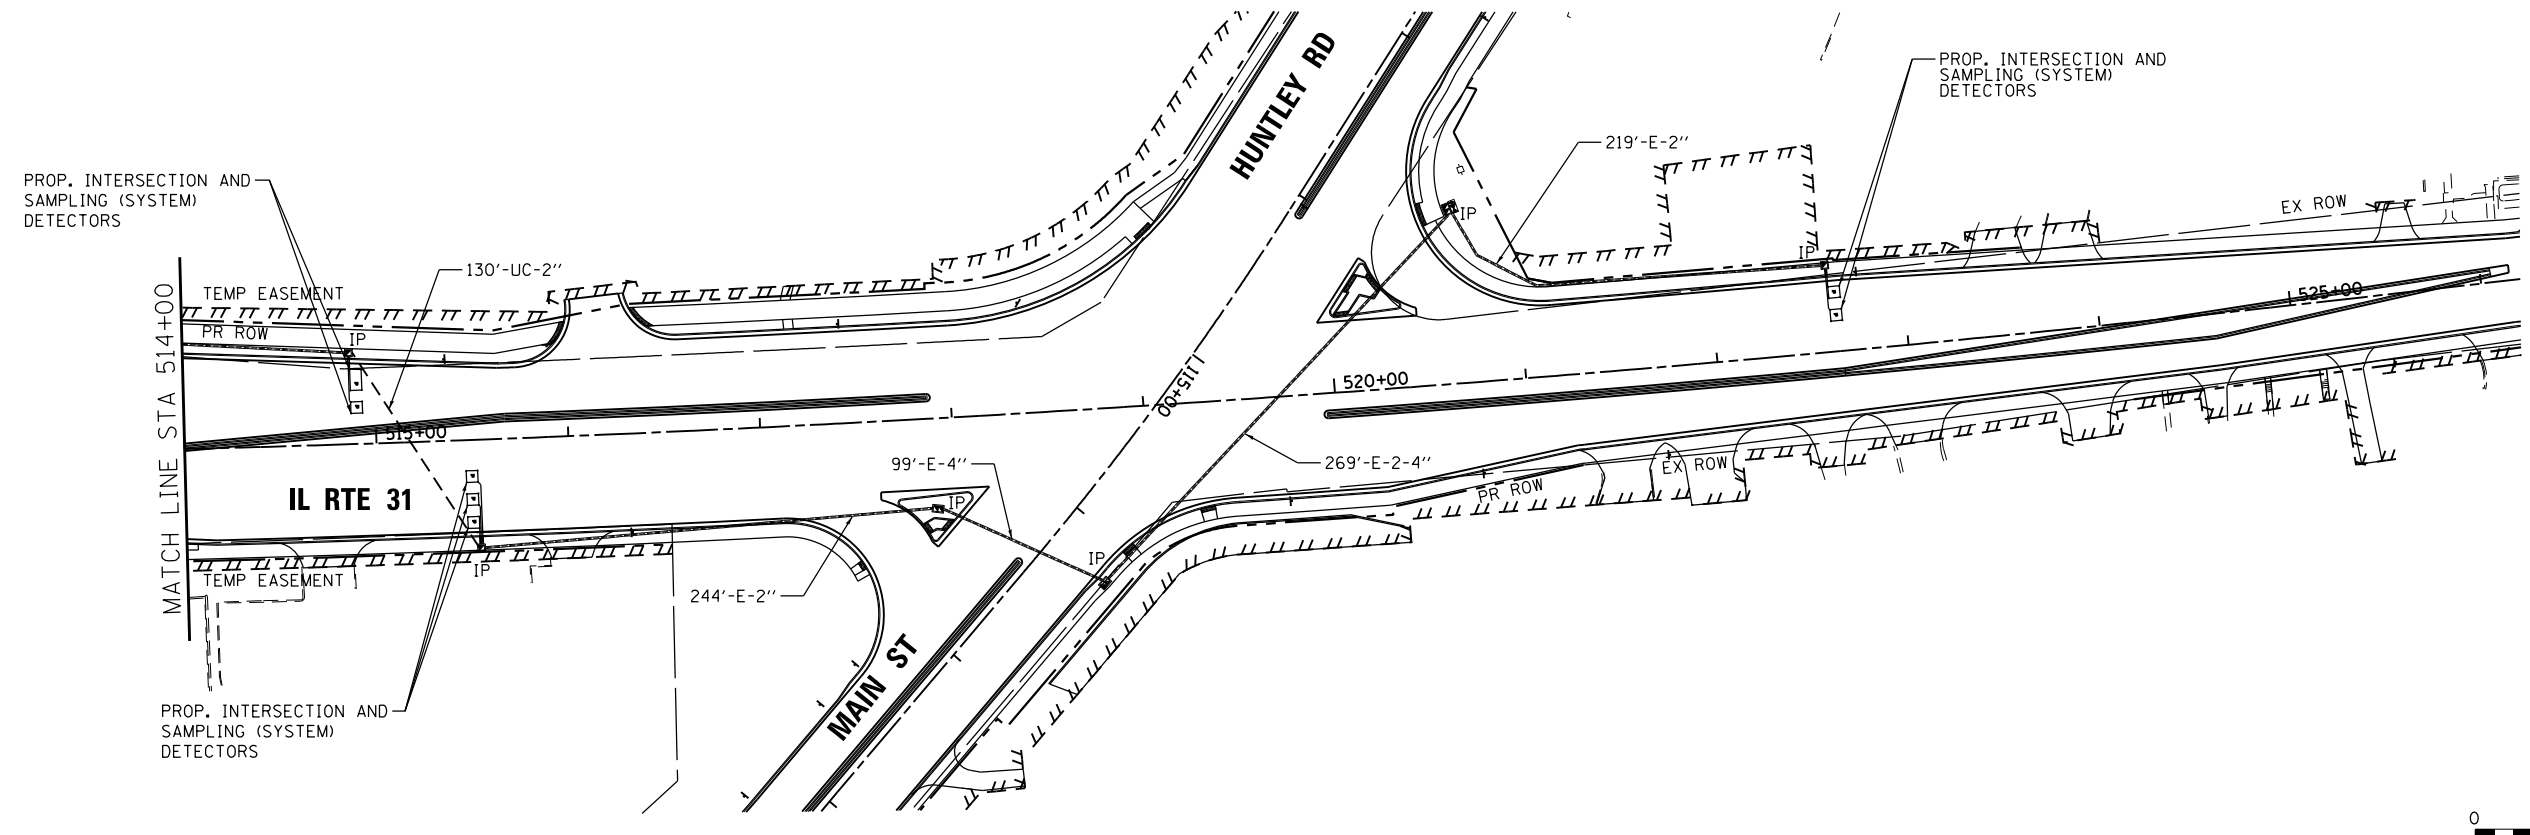 PROP. INTERSECTION AND
SAMPLING (SYSTEM)
DETECTORS
HUNTLEY RD
219'-E-2''
PROP. INTERSECTION AND
SAMPLING (SYSTEM)
DETECTORS
EX ROW
IP
IP
130'-UC-2''
TEMP EASEMENT
PR ROW
IP
MATCH LINE STA 514+00
515+00
115+00
520+00
525+00
IL RTE 31
99'-E-4''
IP
269'-E-2-4''
EX ROW
PR ROW
IP
TEMP EASEMENT
IP
244'-E-2''
MAIN ST
PROP. INTERSECTION AND
SAMPLING (SYSTEM)
DETECTORS
0